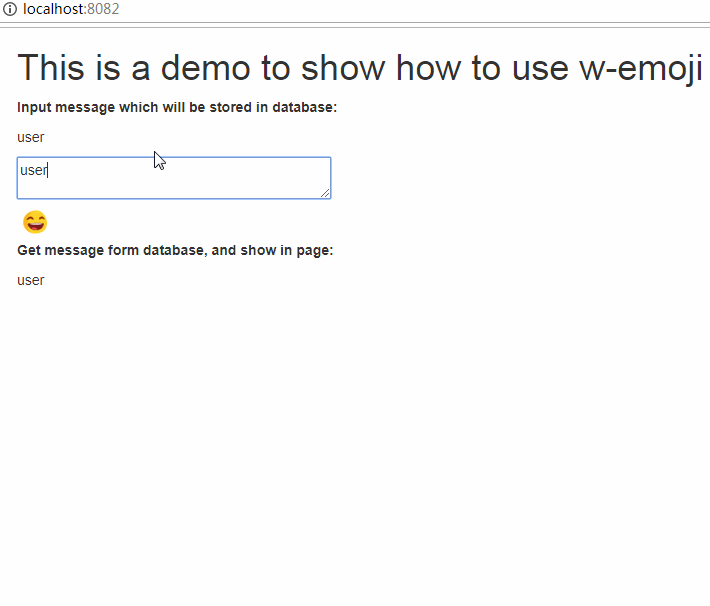 localhost:8082
This is a demo to show how to use w-emoji
Input message which will be stored in database:
user
user
Get message form database, and show in page:
user